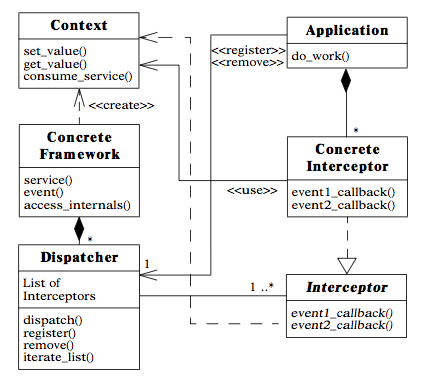 Context
set_value()
get_value()
consume_service()
Application
do_work()
<<register>>
<<remove>>
<<create>>
Concrete
Framework
service()
event()
access_internals()
*
Concrete
Interceptor
event1_callback()
event2_callback()
<<use>>
*
Dispatcher
List of
Interceptors
dispatch()
register()
remove()
iterate_list()
1
1 ..*
Interceptor
event1_callback()
event2_callback()